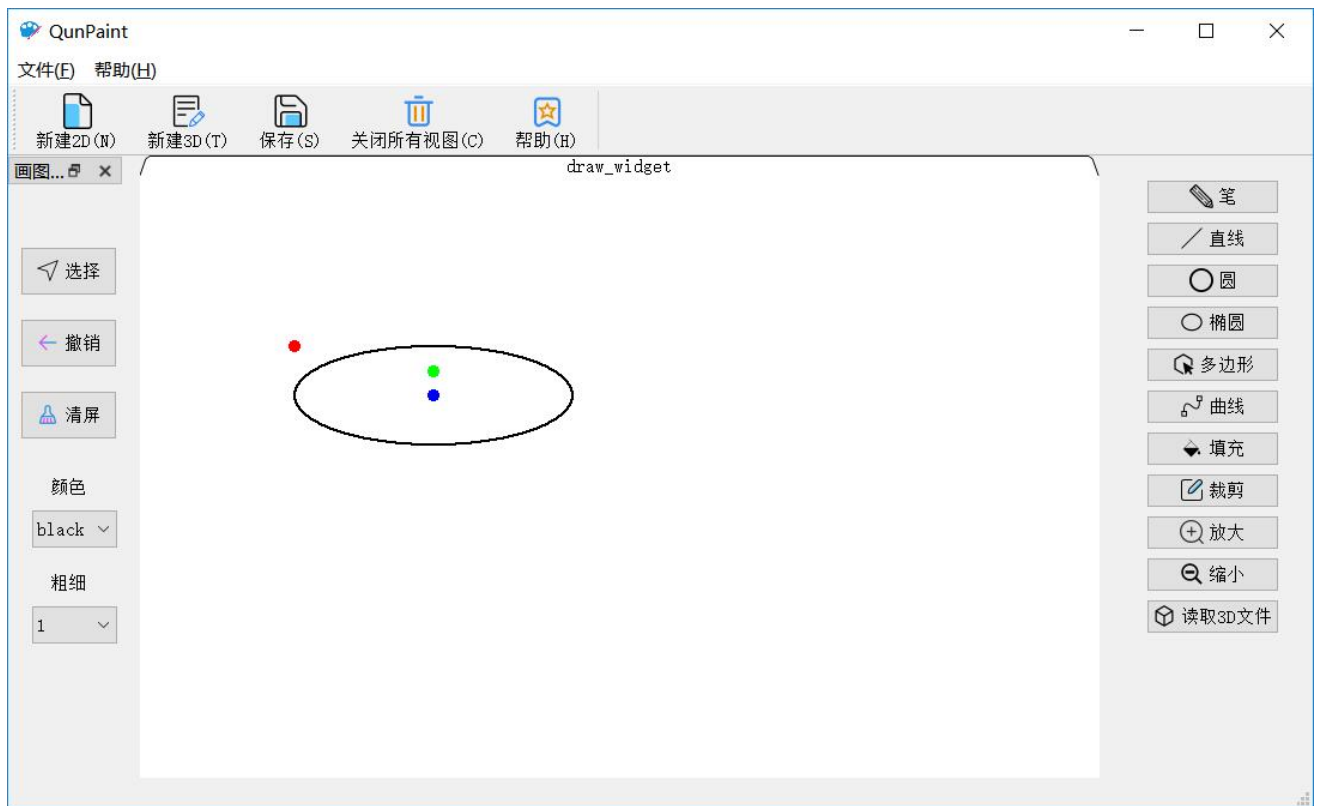 QunPaint
文件(F) 帮助(H)
新建2D(N) 新建3D(T) 保存(S) 关闭所有视图(C) 帮助(H)
画图...
draw_widget
选择
撤销
清屏
颜色
black
粗细
1
笔
直线
圆
椭圆
多边形
曲线
填充
裁剪
放大
缩小
读取3D文件